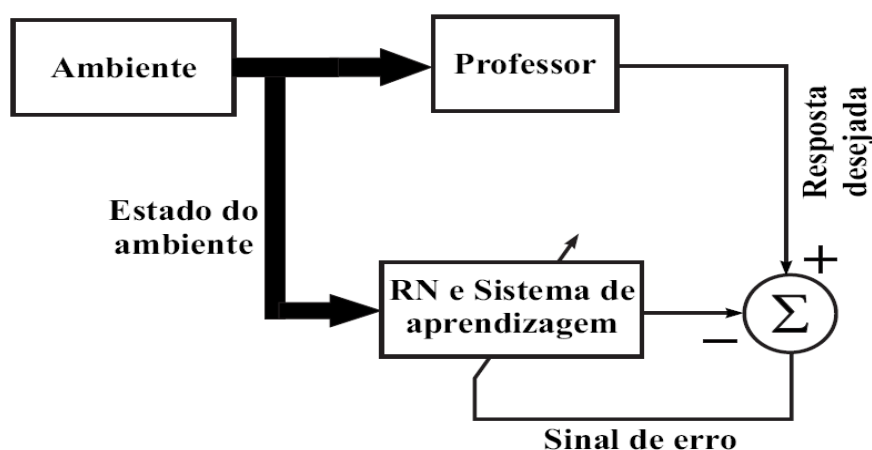 Ambiente
Professor
Resposta
desejada
Estado do
ambiente
RN e Sistema de
aprendizagem
+
Σ
−
Sinal de erro